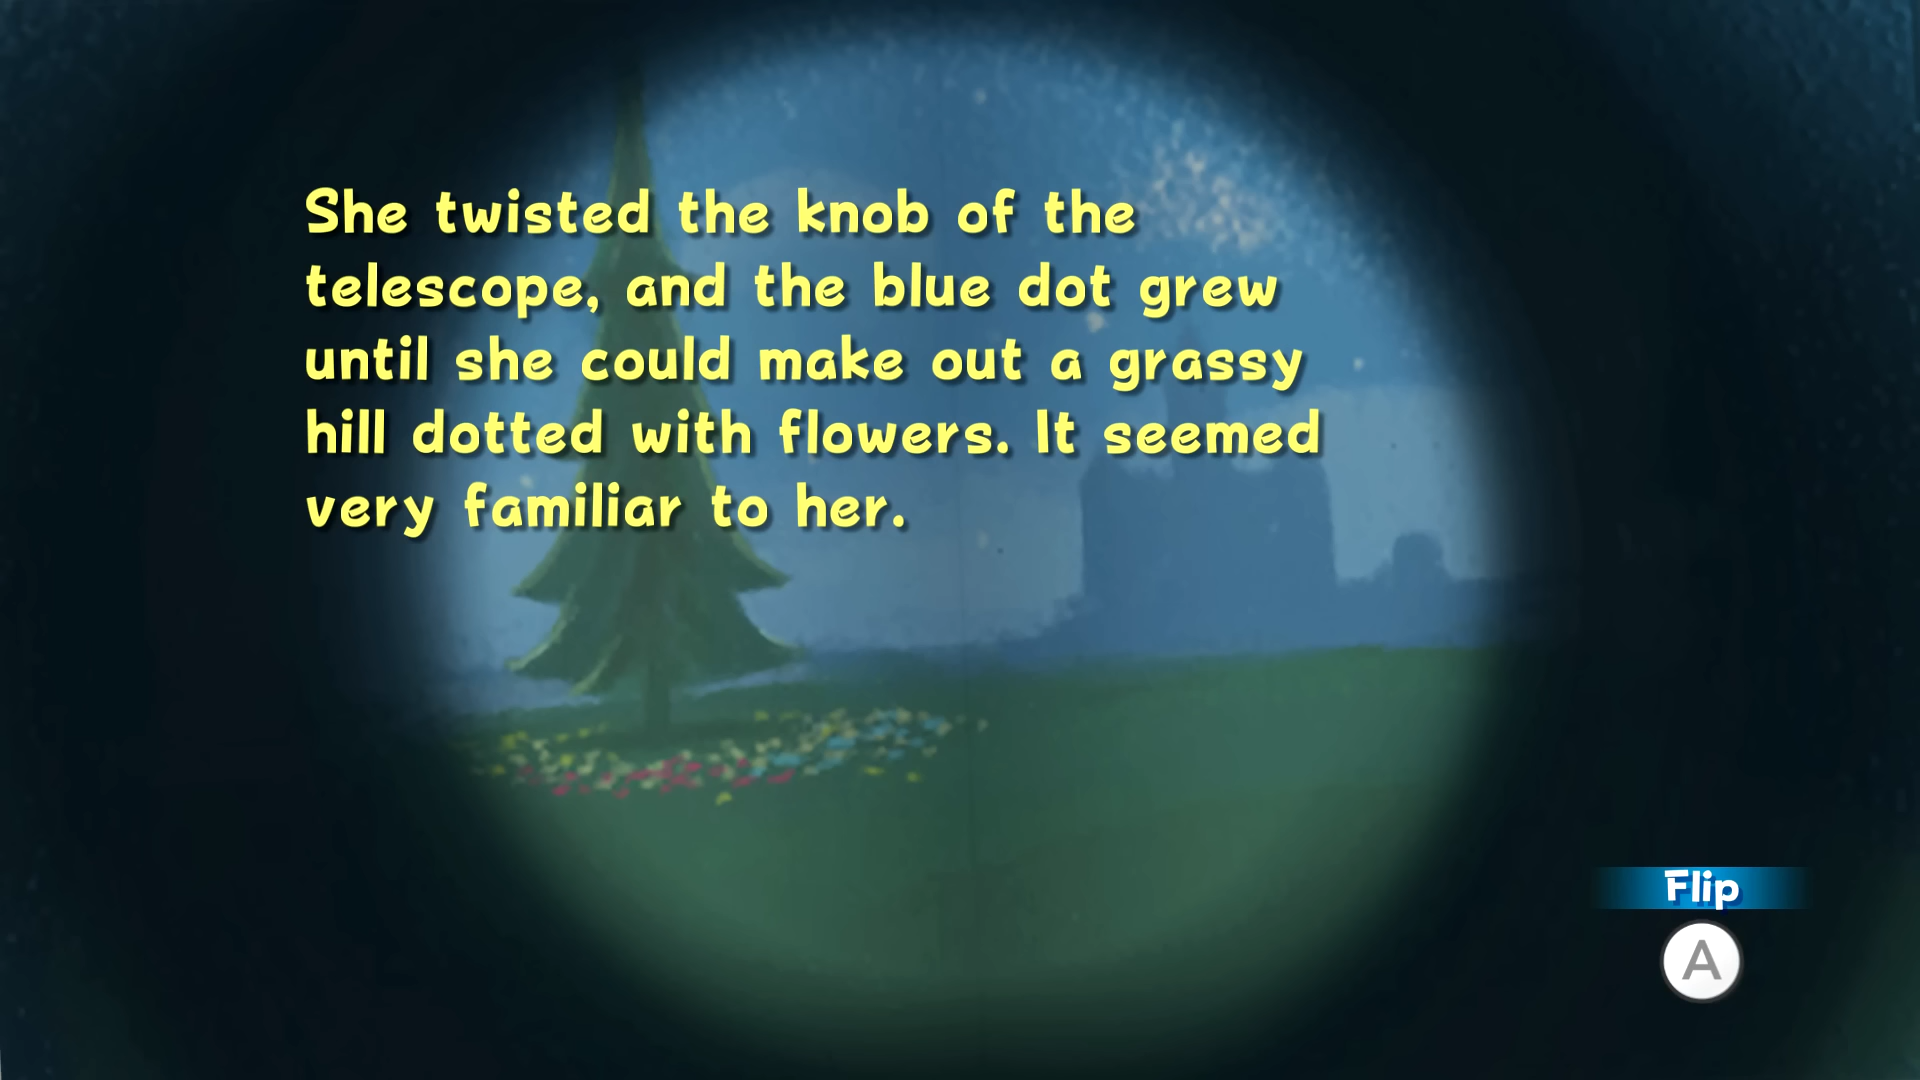 She twisted the knob of the
telescope, and the blue dot grew
until she could make out a grassy
hill dotted with flowers. It seemed
very familiar to her.
Flip
A